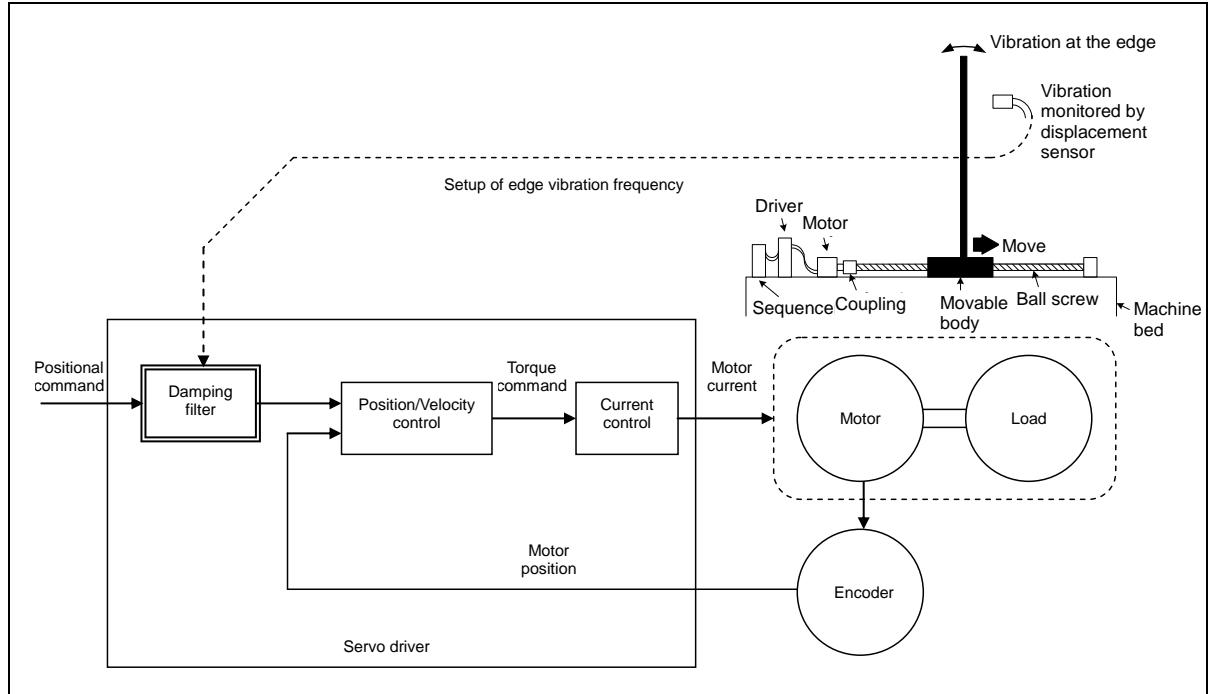 Vibration at the edge
Vibration
monitored by
displacement
sensor
Setup of edge vibration frequency
Driver
Motor
Move
Sequence
Coupling
Movable
body
Ball screw
Machine
bed
Positional
command
Damping
filter
Position/Velocity
control
Torque
command
Current
control
Motor
current
Motor
Load
Motor
position
Encoder
Servo driver